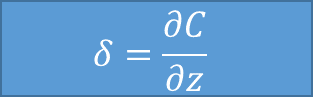 δ = ∂C/∂z